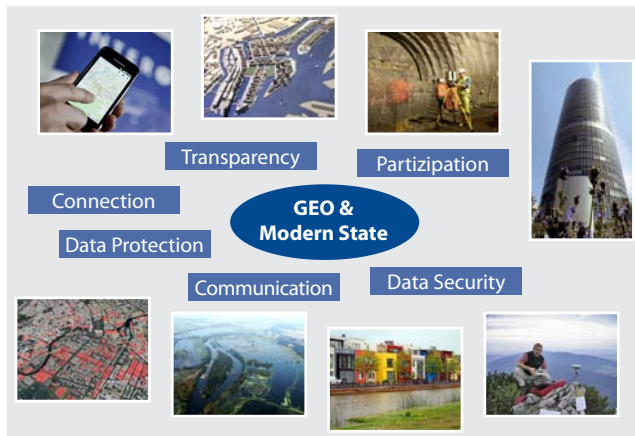 Transparency
Partizipation
Connection
GEO &
Modern State
Data Protection
Communication
Data Security